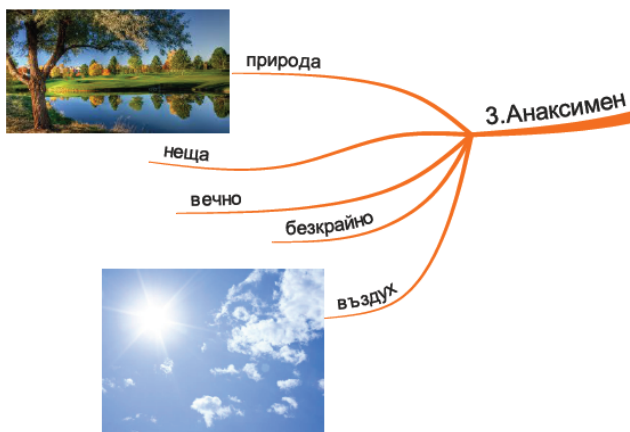 природа
3.Анаксимен
неща
вечно
безкрайно
въздух